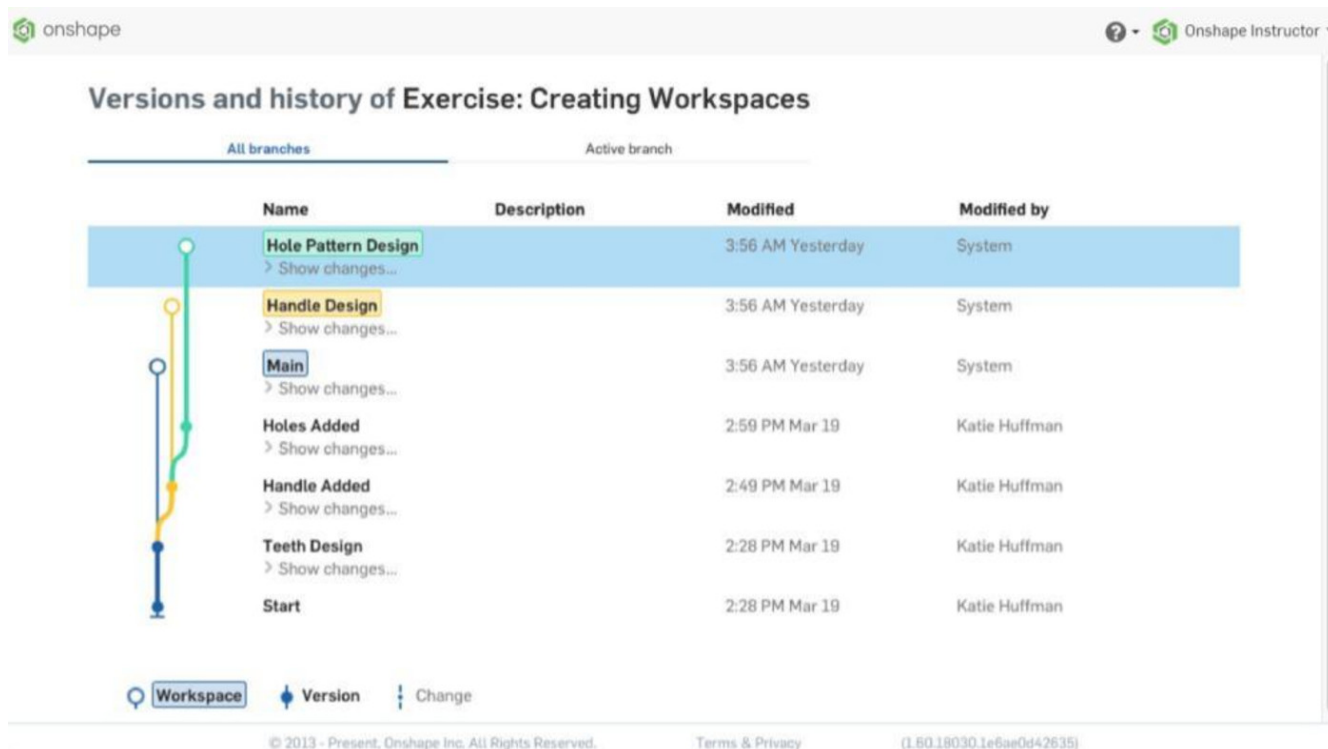 onshape
Onshape Instructor
Versions and history of Exercise: Creating Workspaces
All branches Active branch
Name Description Modified Modified by
Hole Pattern Design 3:56 AM Yesterday System
> Show changes...
Handle Design 3:56 AM Yesterday System
> Show changes...
Main 3:56 AM Yesterday System
> Show changes...
Holes Added 2:59 PM Mar 19 Katie Huffman
> Show changes...
Handle Added 2:49 PM Mar 19 Katie Huffman
> Show changes...
Teeth Design 2:28 PM Mar 19 Katie Huffman
> Show changes...
Start 2:28 PM Mar 19 Katie Huffman
Workspace Version Change
© 2013 - Present, Onshape Inc. All Rights Reserved. Terms & Privacy (1.60.18030.1e6ae0d42635)